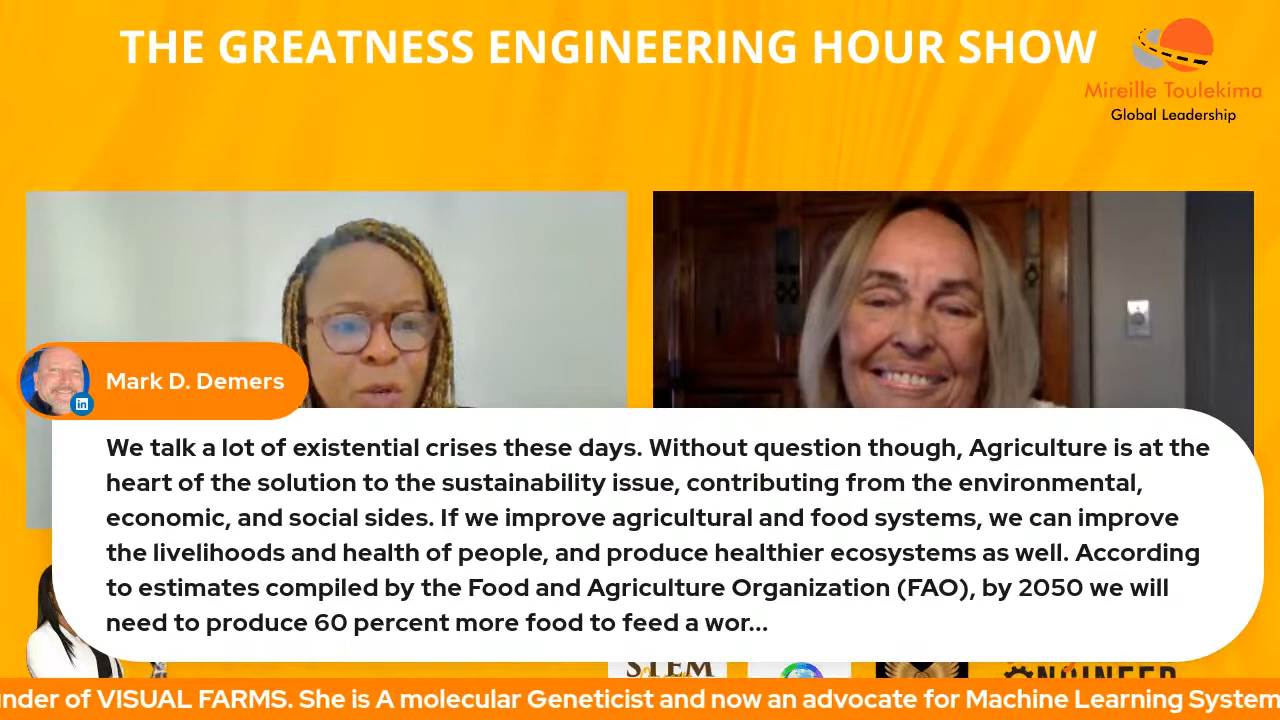 THE GREATNESS ENGINEERING HOUR SHOW
Mireille Toulekima
Global Leadership
Mark D. Demers
We talk a lot of existential crises these days. Without question though, Agriculture is at the
heart of the solution to the sustainability issue, contributing from the environmental,
economic, and social sides. If we improve agricultural and food systems, we can improve
the livelihoods and health of people, and produce healthier ecosystems as well. According
to estimates compiled by the Food and Agriculture Organization (FAO), by 2050 we will
need to produce 60 percent more food to feed a wor...
STEM
under of VISUAL FARMS. She is A molecular Geneticist and now an advocate for Machine Learning System